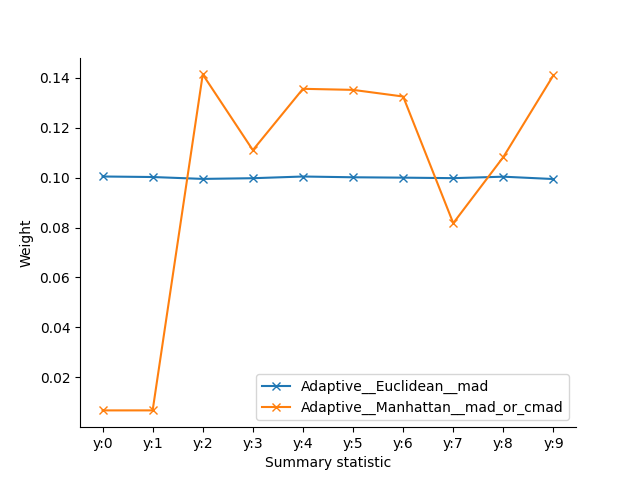 0.14
0.12
0.10
0.08
0.06
0.04
0.02
Weight
Adaptive__Euclidean__mad
Adaptive__Manhattan__mad_or_cmad
y:0 y:1 y:2 y:3 y:4 y:5 y:6 y:7 y:8 y:9
Summary statistic